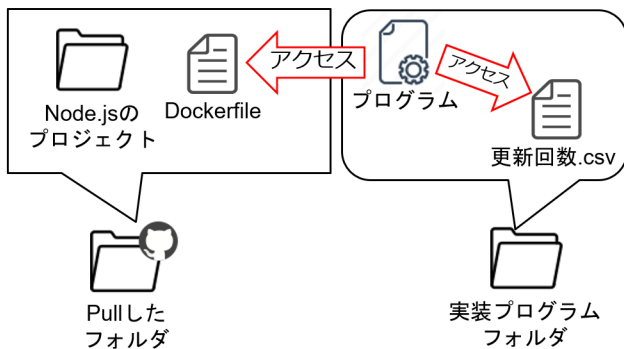 アクセス
アクセス
Node.jsの
プロジェクト
Dockerfile
プログラム
更新回数.csv
Pullした
フォルダ
実装プログラム
フォルダ